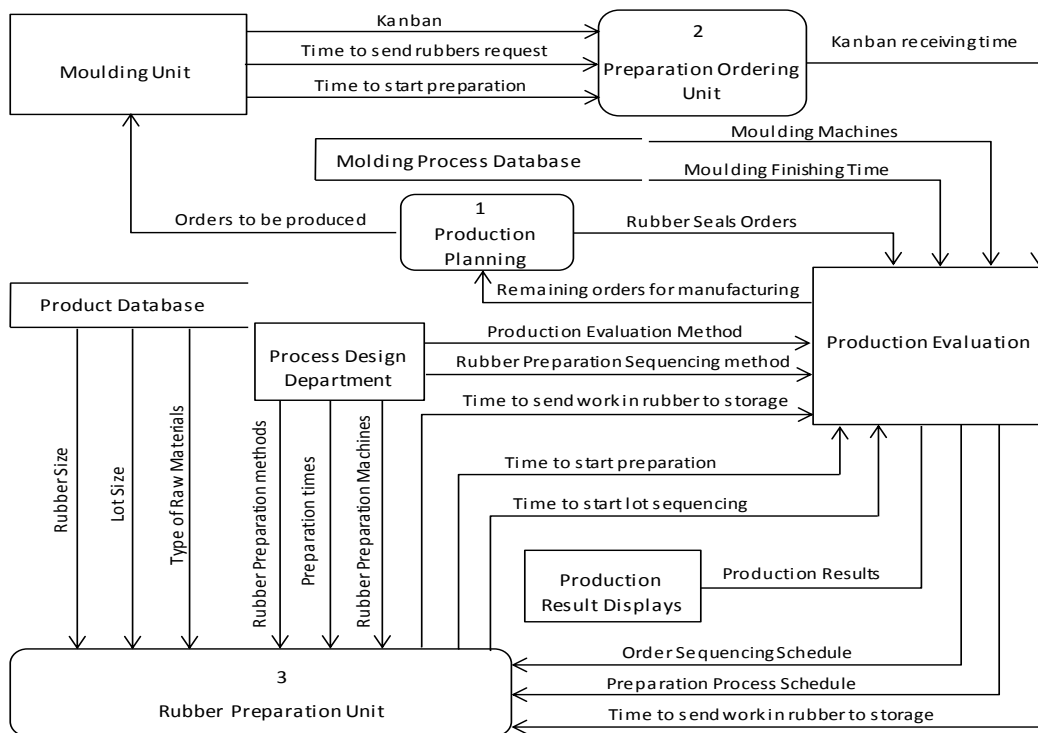 Kanban
Time to send rubbers request
Time to start preparation
Moulding Unit
2
Preparation Ordering
Unit
Kanban receiving time
Moulding Machines
Molding Process Database
Moulding Finishing Time
Orders to be produced
1
Production
Planning
Rubber Seals Orders
Remaining orders for manufacturing
Product Database
Process Design
Department
Production Evaluation Method
Rubber Preparation Sequencing method
Time to send work in rubber to storage
Production Evaluation
Rubber Size
Lot Size
Type of Raw Materials
Rubber Preparation methods
Preparation times
Rubber Preparation Machines
Time to start preparation
Time to start lot sequencing
Production
Result Displays
Production Results
Order Sequencing Schedule
Preparation Process Schedule
Time to send work in rubber to storage
3
Rubber Preparation Unit